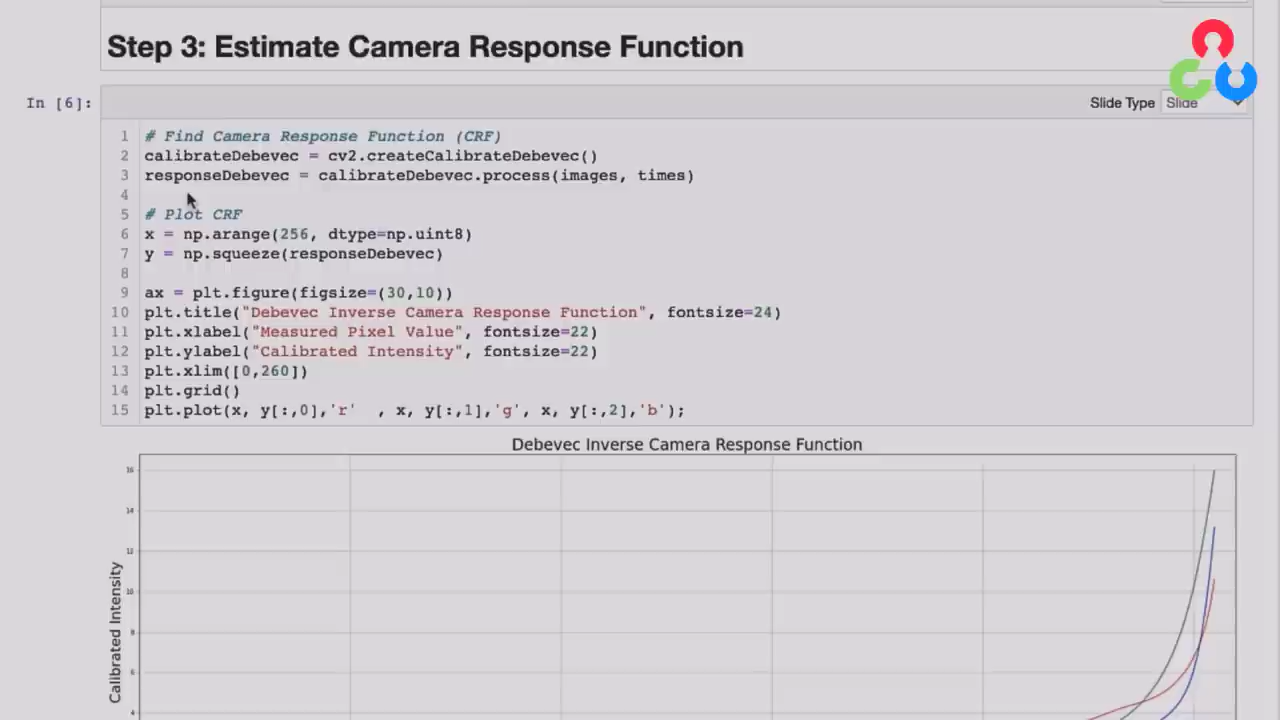 Step 3: Estimate Camera Response Function
In [6]:
Slide Type Slide
1 # Find Camera Response Function (CRF)
2 calibrateDebevec = cv2.createCalibrateDebevec()
3 responseDebevec = calibrateDebevec.process(images, times)
4
5 # Plot CRF
6 x = np.arange(256, dtype=np.uint8)
7 y = np.squeeze(responseDebevec)
8
9 ax = plt.figure(figsize=(30,10))
10 plt.title("Debevec Inverse Camera Response Function", fontsize=24)
11 plt.xlabel("Measured Pixel Value", fontsize=22)
12 plt.ylabel("Calibrated Intensity", fontsize=22)
13 plt.xlim([0,260])
14 plt.grid()
15 plt.plot(x, y[:,0],'r'  , x, y[:,1],'g', x, y[:,2],'b');
Debevec Inverse Camera Response Function
16
14
12
10
8
6
4
Calibrated Intensity